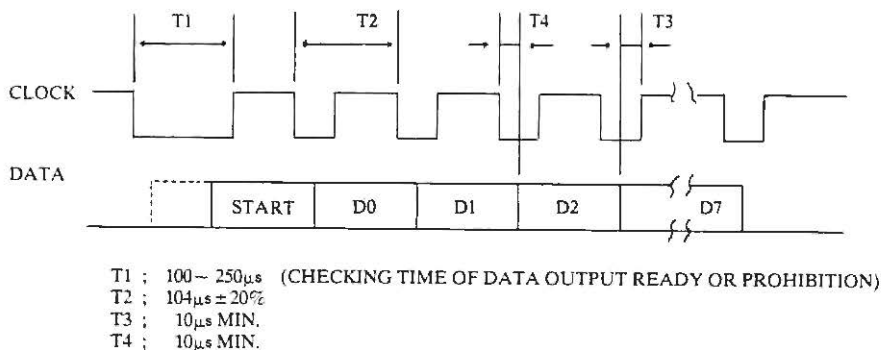 T1 T2 T4 T3
CLOCK
DATA
START D0 D1 D2 D7
T1 ; 100~250μs (CHECKING TIME OF DATA OUTPUT READY OR PROHIBITION)
T2 ; 104μs ± 20%
T3 ; 10μs MIN.
T4 ; 10μs MIN.